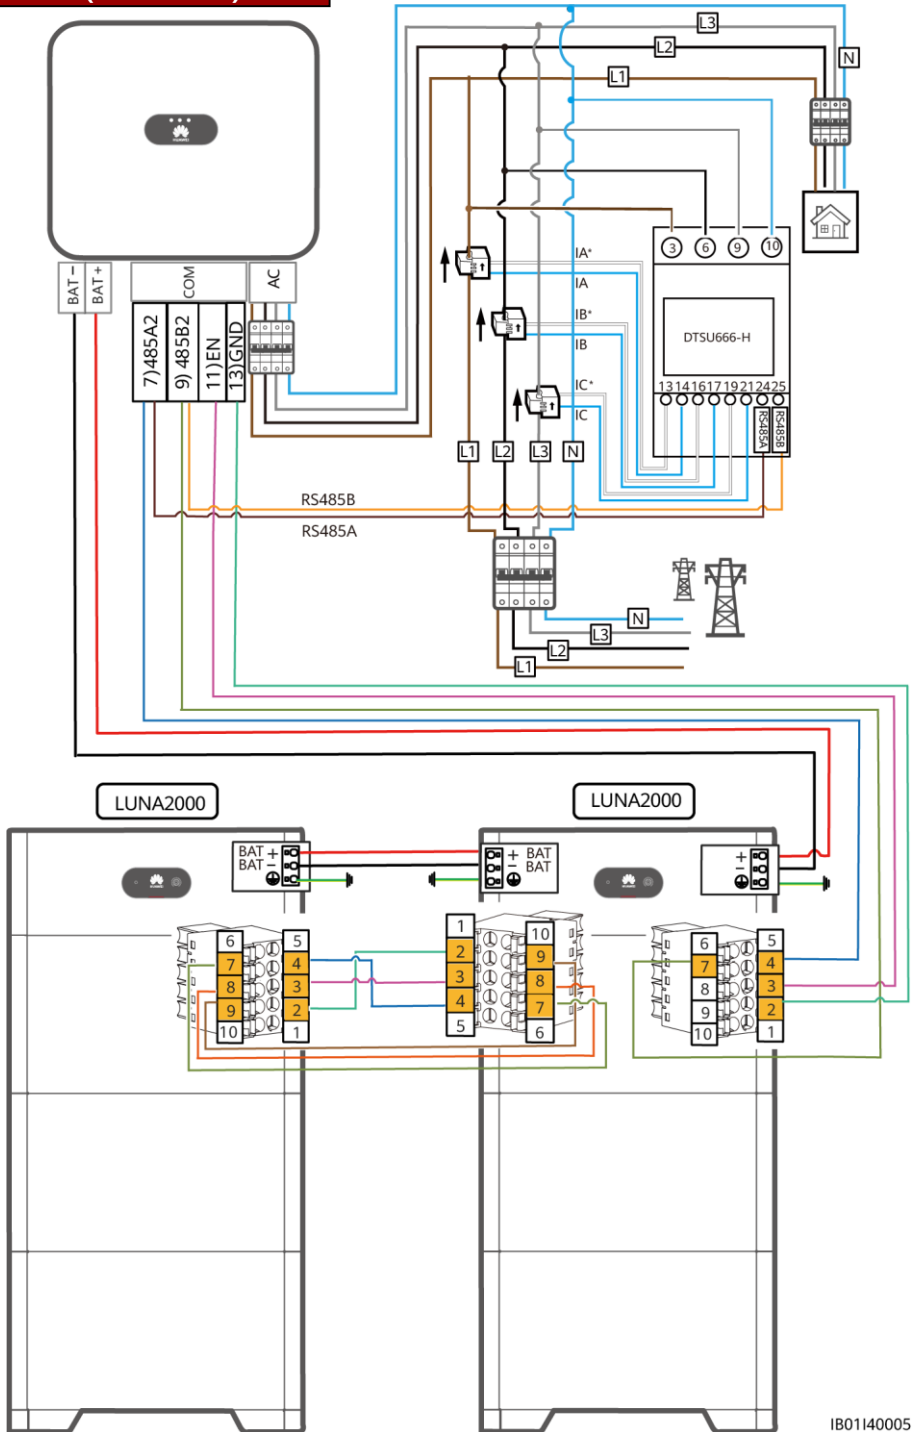 L3
L2
N
L1
BAT −
BAT +
COM
AC
7)485A2
9) 485B2
11)EN
13)GND
3
6
9
10
IA*
IA
IB*
IB
IC*
IC
DTSU666-H
13 14 16 17 19 21 24 25
RS485A
RS485B
L1
L2
L3
N
RS485B
RS485A
N
L3
L2
L1
LUNA2000
LUNA2000
BAT +
BAT −
+ BAT
− BAT
+
−
HUAWEI
HUAWEI
6
7
8
9
10
5
4
3
2
1
1
2
3
4
5
10
9
8
7
6
6
7
8
9
10
5
4
3
2
1
IB01I40005